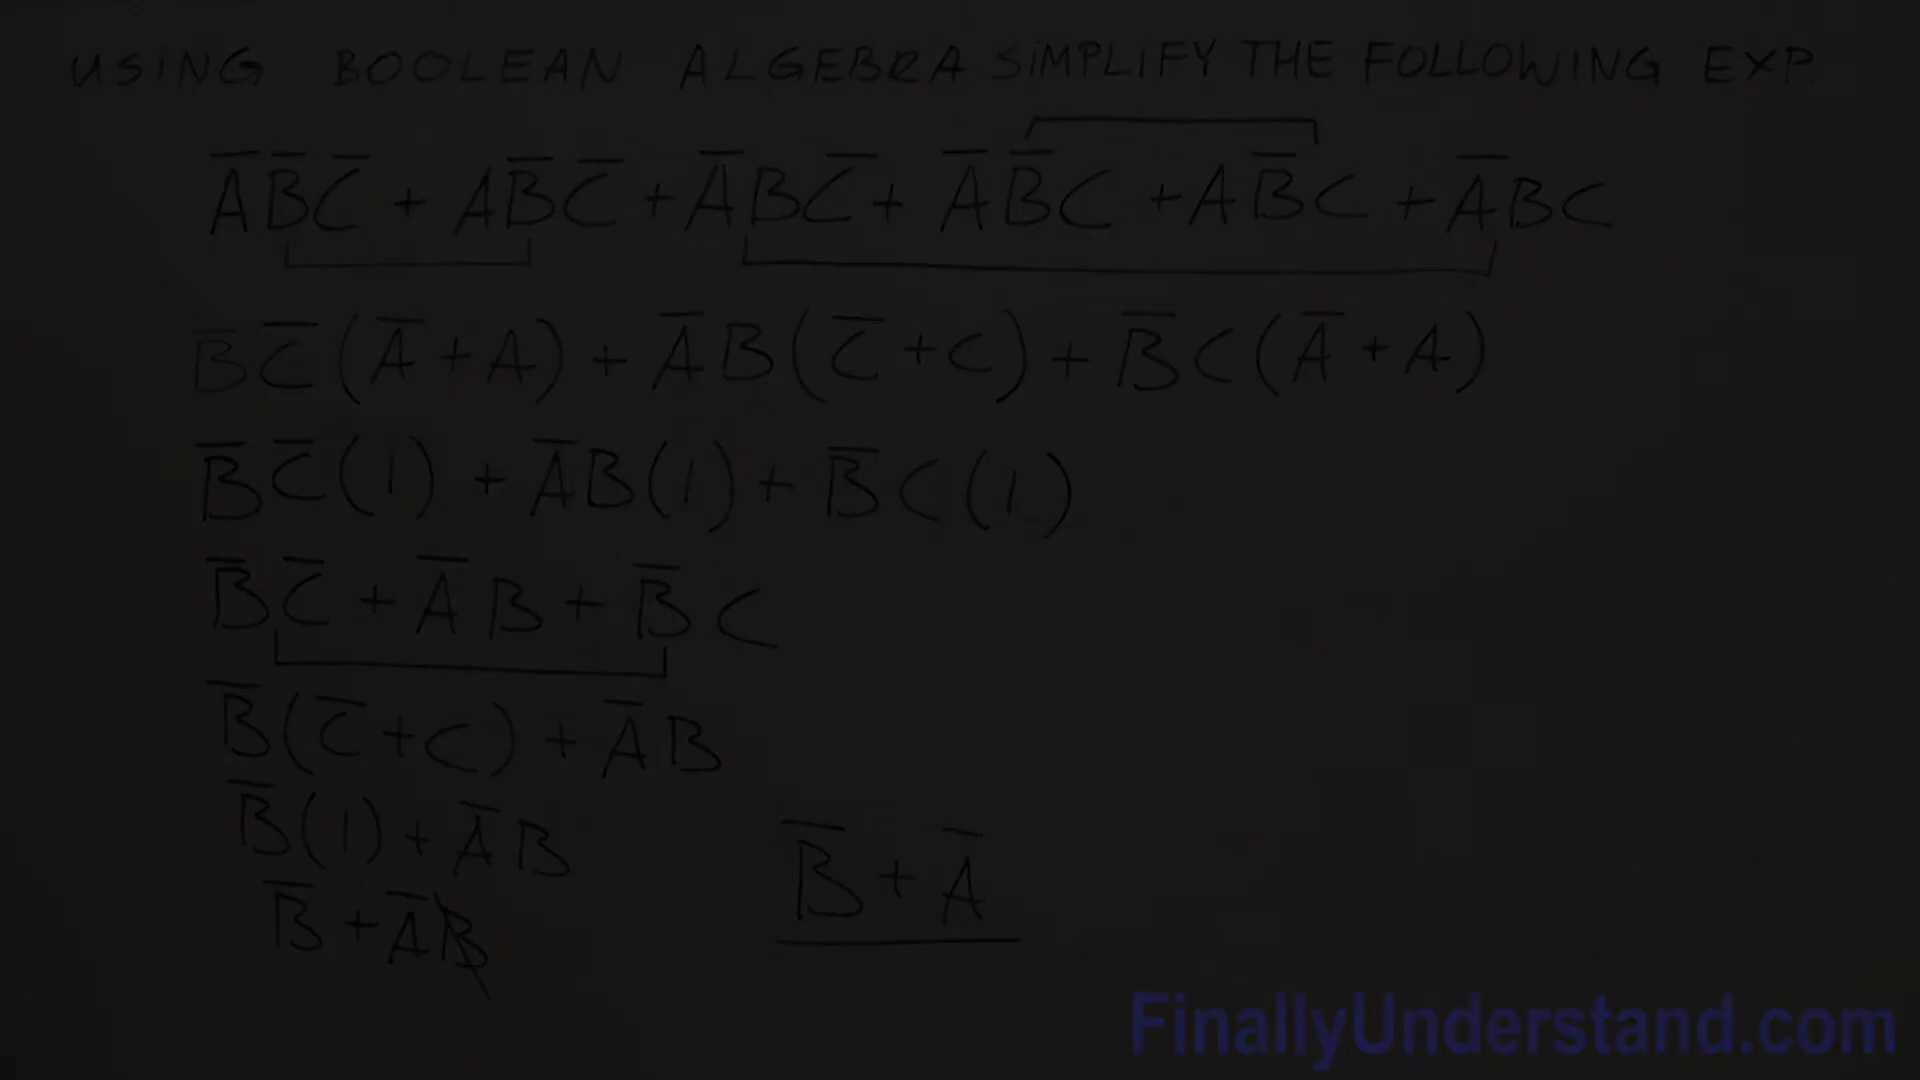 USING BOOLEAN ALGEBRA SIMPLIFY THE FOLLOWING EXP.
A̅B̅C̅ + AB̅C̅ + A̅BC̅ + A̅B̅C + AB̅C + A̅BC
B̅C̅(A̅ + A) + A̅B(C̅ + C) + B̅C(A̅ + A)
B̅C̅(1) + A̅B(1) + B̅C(1)
B̅C̅ + A̅B + B̅C
B̅(C̅ + C) + A̅B
B̅(1) + A̅B
B̅ + A̅B
B̅ + A̅
FinallyUnderstand.com